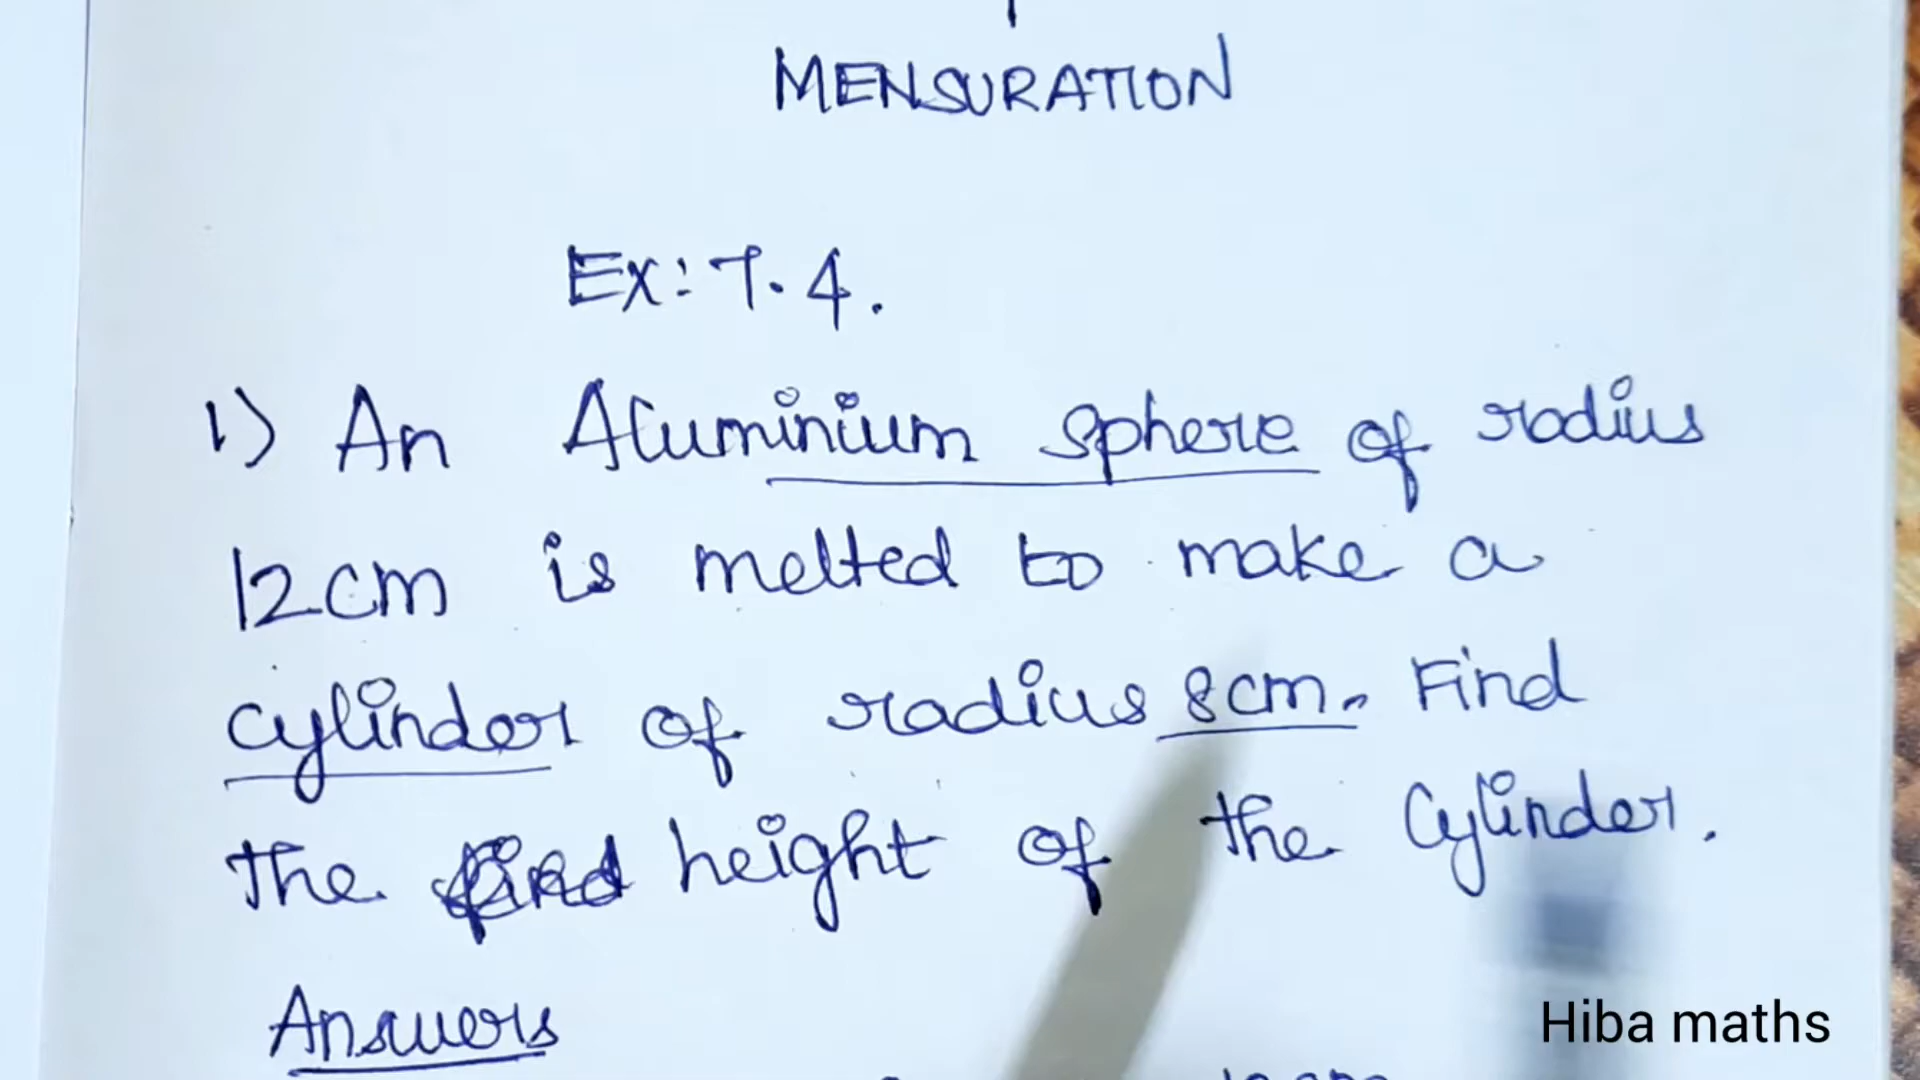 MENSURATION
Ex: 7.4.
1) An Aluminium sphere of radius
12cm is melted to make a
cylinder of radius 8cm. Find
the height of the Cylinder.
Answers
Hiba maths